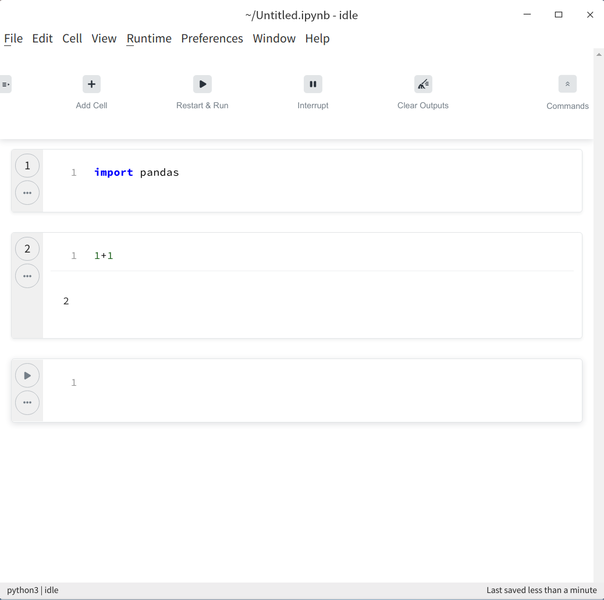 ~/Untitled.ipynb - idle
File Edit Cell View Runtime Preferences Window Help
Add Cell Restart & Run Interrupt Clear Outputs Commands
1 1 import pandas
2 1 1+1
2
1
python3 | idle Last saved less than a minute